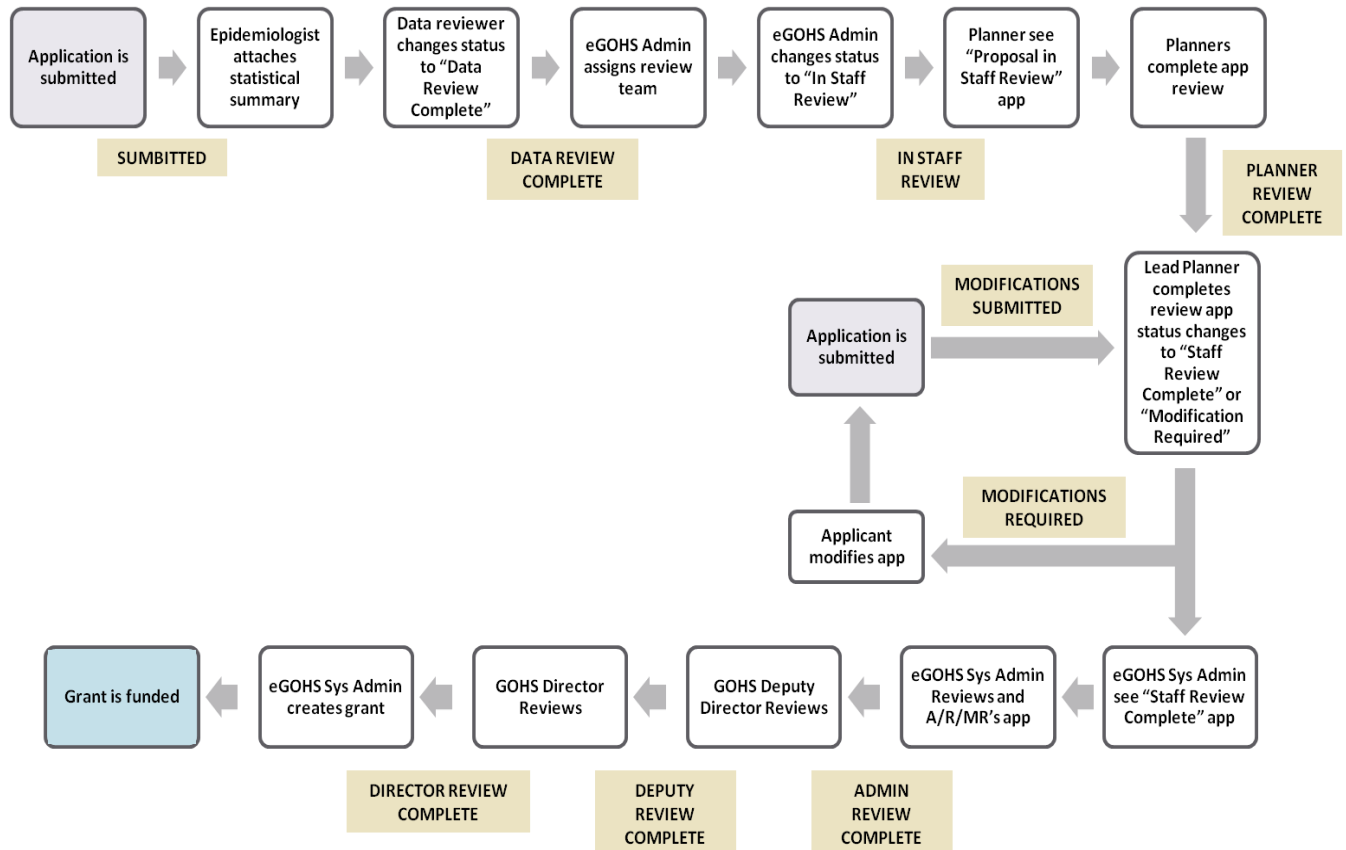 Application is
submitted
Epidemiologist
attaches
statistical
summary
Data reviewer
changes status
to “Data
Review
Complete”
eGOHS Admin
assigns review
team
eGOHS Admin
changes status
to “In Staff
Review”
Planner see
“Proposal in
Staff Review”
app
Planners
complete app
review
SUMBITTED
DATA REVIEW
COMPLETE
IN STAFF
REVIEW
PLANNER
REVIEW
COMPLETE
Lead Planner
completes
review app
status changes
to “Staff
Review
Complete” or
“Modification
Required”
MODIFICATIONS
SUBMITTED
Application is
submitted
MODIFICATIONS
REQUIRED
Applicant
modifies app
Grant is funded
eGOHS Sys Admin
creates grant
GOHS Director
Reviews
GOHS Deputy
Director Reviews
eGOHS Sys Admin
Reviews and
A/R/MR’s app
eGOHS Sys Admin
see “Staff Review
Complete” app
DIRECTOR REVIEW
COMPLETE
DEPUTY
REVIEW
COMPLETE
ADMIN
REVIEW
COMPLETE